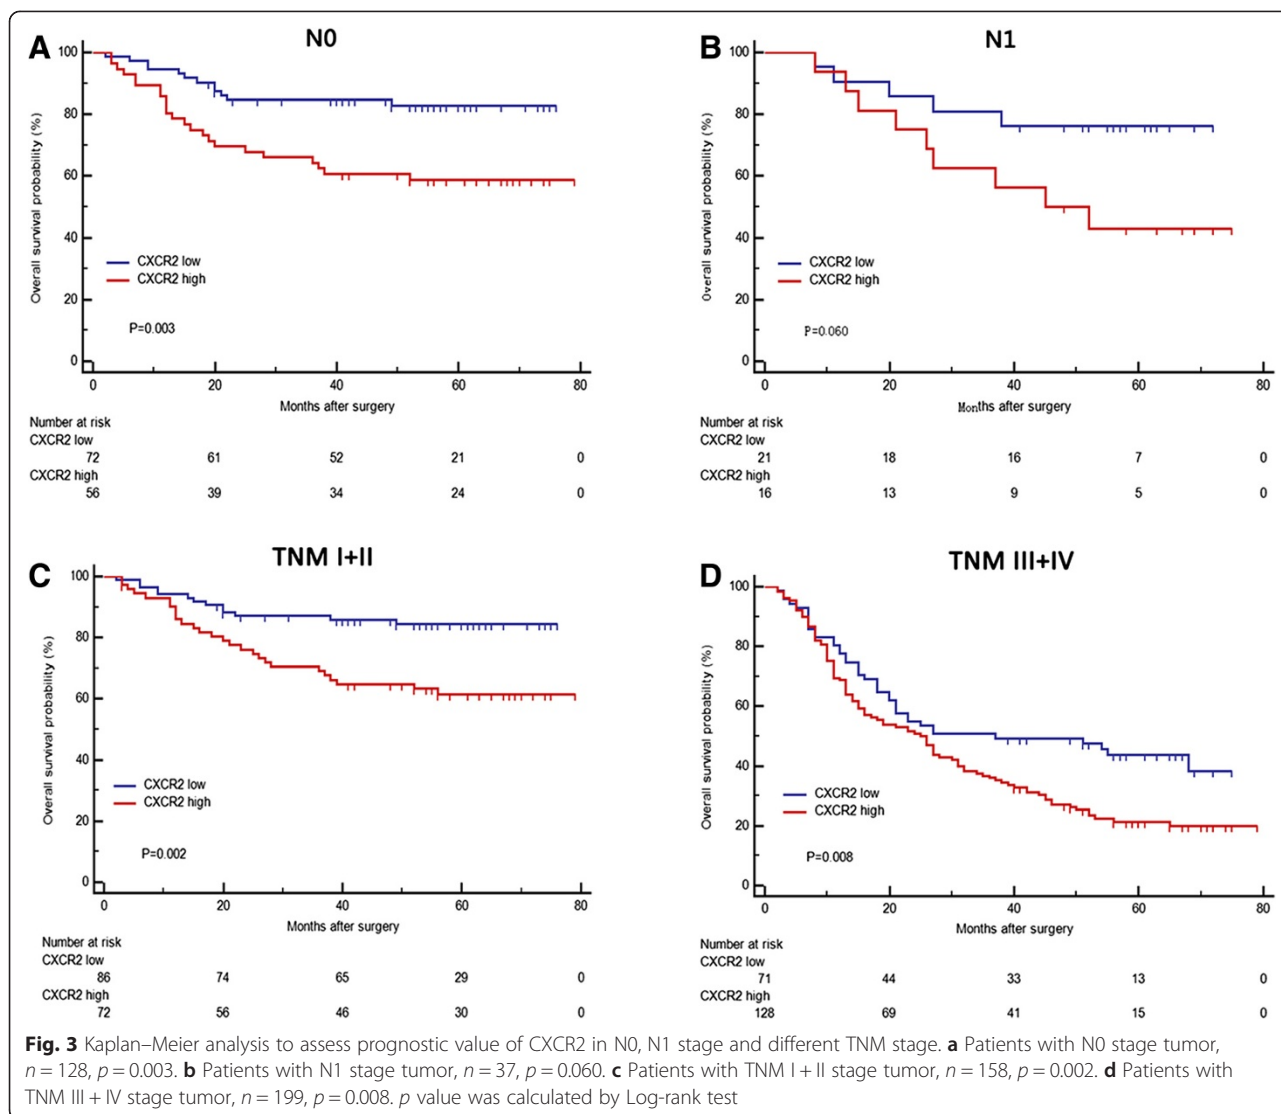 A
N0
100
80
60
40
20
0
Overall survival probability (%)
CXCR2 low
CXCR2 high
P=0.003
0 20 40 60 80
Months after surgery
Number at risk
CXCR2 low
72 61 52 21 0
CXCR2 high
56 39 34 24 0
B
N1
100
80
60
40
20
0
Overall survival probability (%)
CXCR2 low
CXCR2 high
P=0.060
0 20 40 60 80
Months after surgery
Number at risk
CXCR2 low
21 18 16 7 0
CXCR2 high
16 13 9 5 0
C
TNM I+II
100
80
60
40
20
0
Overall survival probability (%)
CXCR2 low
CXCR2 high
P=0.002
0 20 40 60 80
Months after surgery
Number at risk
CXCR2 low
86 74 65 29 0
CXCR2 high
72 56 46 30 0
D
TNM III+IV
100
80
60
40
20
0
Overall survival probability (%)
CXCR2 low
CXCR2 high
P=0.008
0 20 40 60 80
Months after surgery
Number at risk
CXCR2 low
71 44 33 13 0
CXCR2 high
128 69 41 15 0
Fig. 3 Kaplan–Meier analysis to assess prognostic value of CXCR2 in N0, N1 stage and different TNM stage. a Patients with N0 stage tumor,
n = 128, p = 0.003. b Patients with N1 stage tumor, n = 37, p = 0.060. c Patients with TNM I + II stage tumor, n = 158, p = 0.002. d Patients with
TNM III + IV stage tumor, n = 199, p = 0.008. p value was calculated by Log-rank test